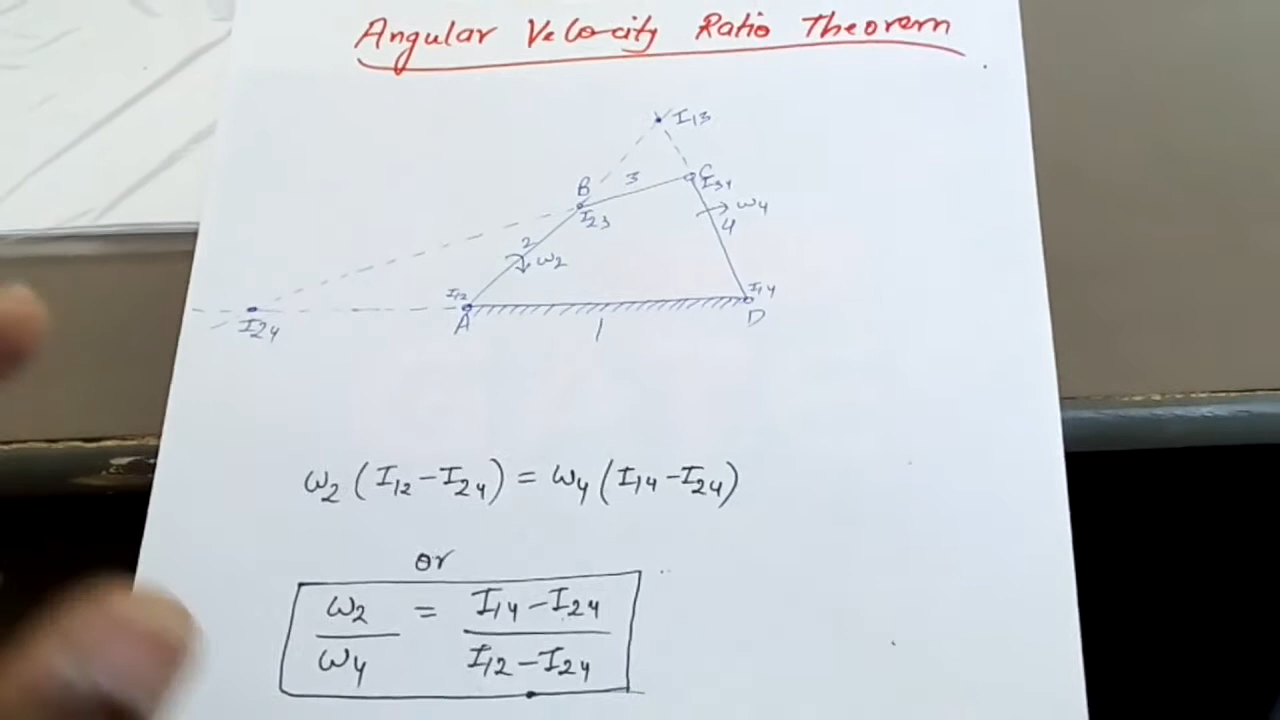 Angular Velocity Ratio Theorem
I13
B
3
C
I34
I23
ω4
4
2
ω2
I12
I14
I24
A
D
1
ω2 (I12 – I24) = ω4 (I14 – I24)
or
ω2 / ω4 = I14 – I24 / I12 – I24